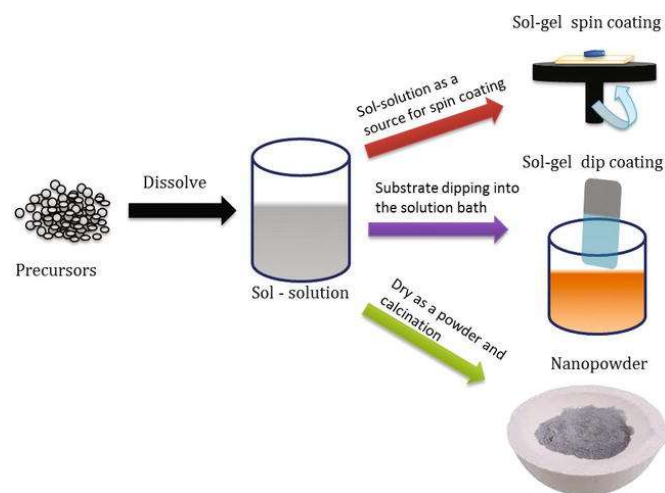 Sol-gel spin coating
Sol-solution as a
source for spin coating
Dissolve
Precursors
Sol - solution
Sol-gel dip coating
Substrate dipping into
the solution bath
Dry as a powder and
calcination
Nanopowder